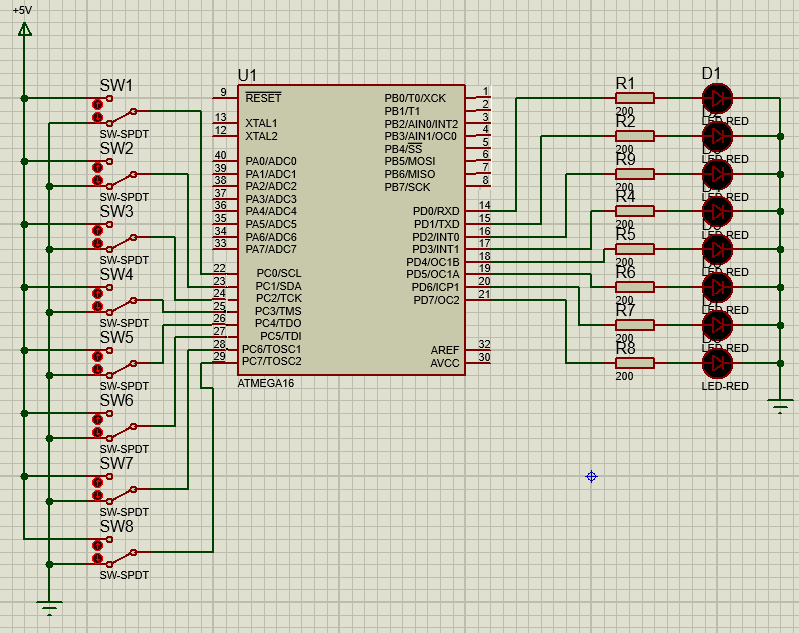 +5V
SW1
SW-SPDT
SW2
SW-SPDT
SW3
SW-SPDT
SW4
SW-SPDT
SW5
SW-SPDT
SW6
SW-SPDT
SW7
SW-SPDT
SW8
SW-SPDT
U1
9 RESET
13 XTAL1
12 XTAL2
40 PA0/ADC0
39 PA1/ADC1
38 PA2/ADC2
37 PA3/ADC3
36 PA4/ADC4
35 PA5/ADC5
34 PA6/ADC6
33 PA7/ADC7
22 PC0/SCL
23 PC1/SDA
24 PC2/TCK
25 PC3/TMS
26 PC4/TDO
27 PC5/TDI
28 PC6/TOSC1
29 PC7/TOSC2
PB0/T0/XCK 1
PB1/T1 2
PB2/AIN0/INT2 3
PB3/AIN1/OC0 4
PB4/SS 5
PB5/MOSI 6
PB6/MISO 7
PB7/SCK 8
PD0/RXD 14
PD1/TXD 15
PD2/INT0 16
PD3/INT1 17
PD4/OC1B 18
PD5/OC1A 19
PD6/ICP1 20
PD7/OC2 21
AREF 32
AVCC 30
ATMEGA16
R1
200
R2
200
R9
200
R4
200
R5
200
R6
200
R7
200
R8
200
D1
LED-RED
LED-RED
LED-RED
LED-RED
LED-RED
LED-RED
LED-RED
LED-RED